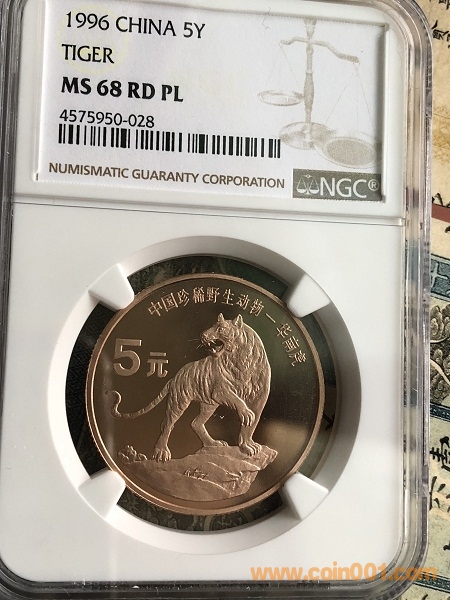 1996 CHINA 5Y
TIGER
MS 68 RD PL
4575950-028
NUMISMATIC GUARANTY CORPORATION
NGC®
中国珍稀野生动物—华南虎
5元
www.coin001.com